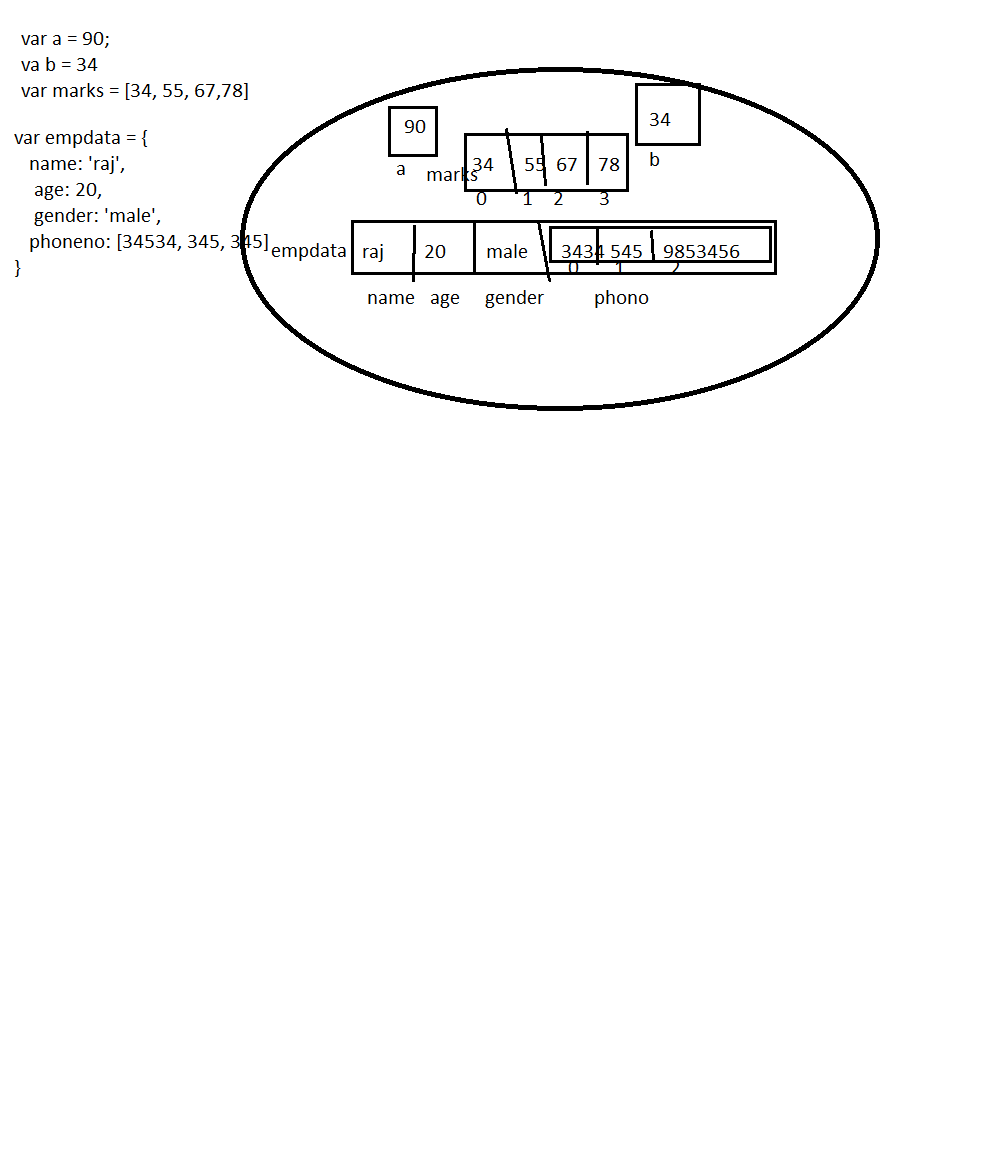 var a = 90;
va b = 34
var marks = [34, 55, 67,78]
var empdata = {
name: 'raj',
age: 20,
gender: 'male',
phoneno: [34534, 345, 345]
}
90
a
34
b
marks
34 55 67 78
0 1 2 3
empdata
raj 20 male 3434 545 9853456
0 1 2
name age gender phono